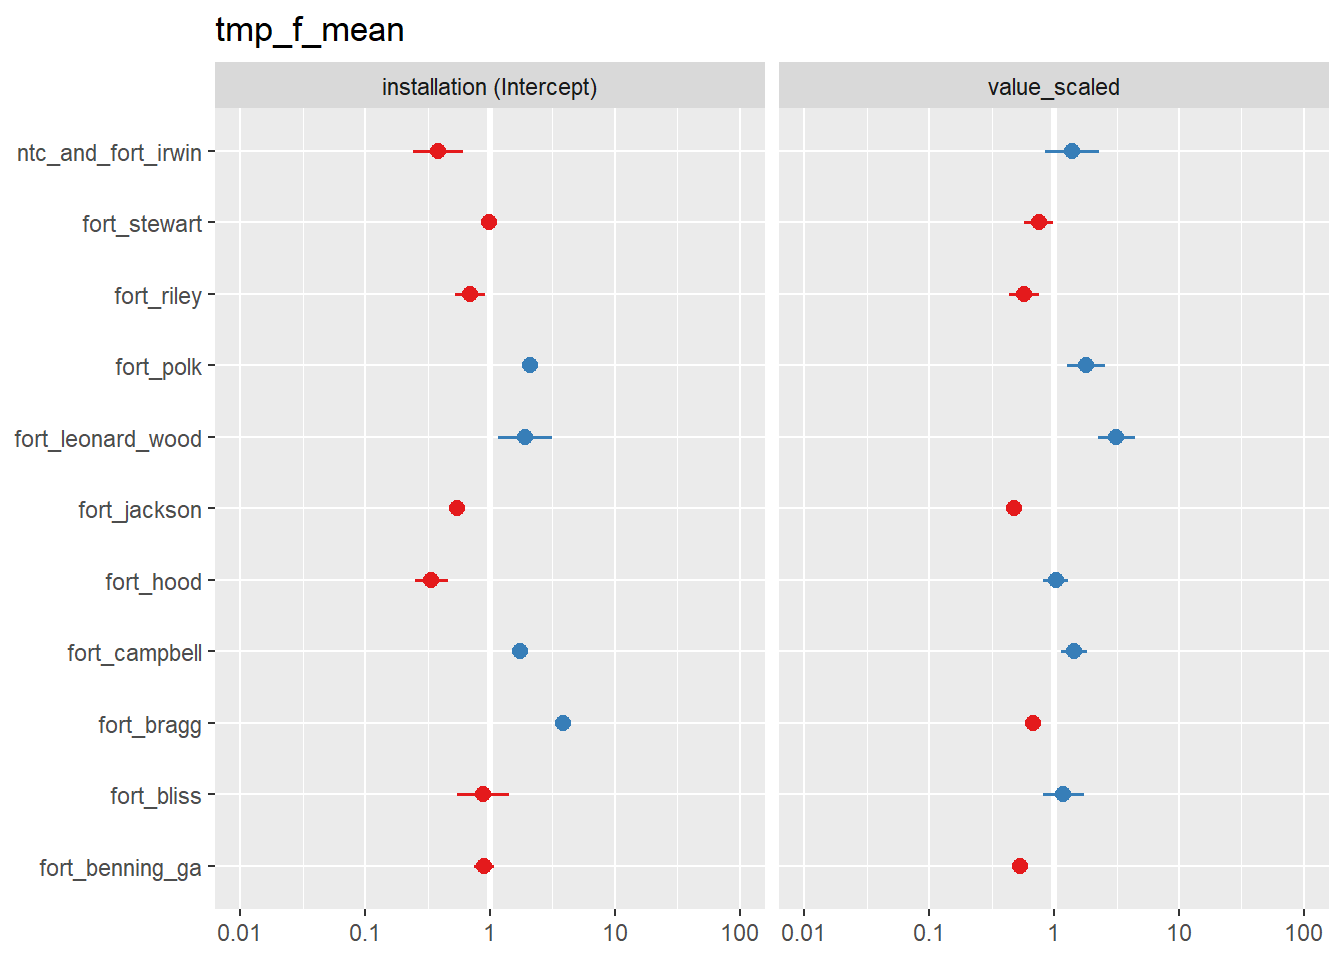 tmp_f_mean
installation (Intercept)
value_scaled
ntc_and_fort_irwin
fort_stewart
fort_riley
fort_polk
fort_leonard_wood
fort_jackson
fort_hood
fort_campbell
fort_bragg
fort_bliss
fort_benning_ga
0.01 0.1 1 10 100
0.01 0.1 1 10 100